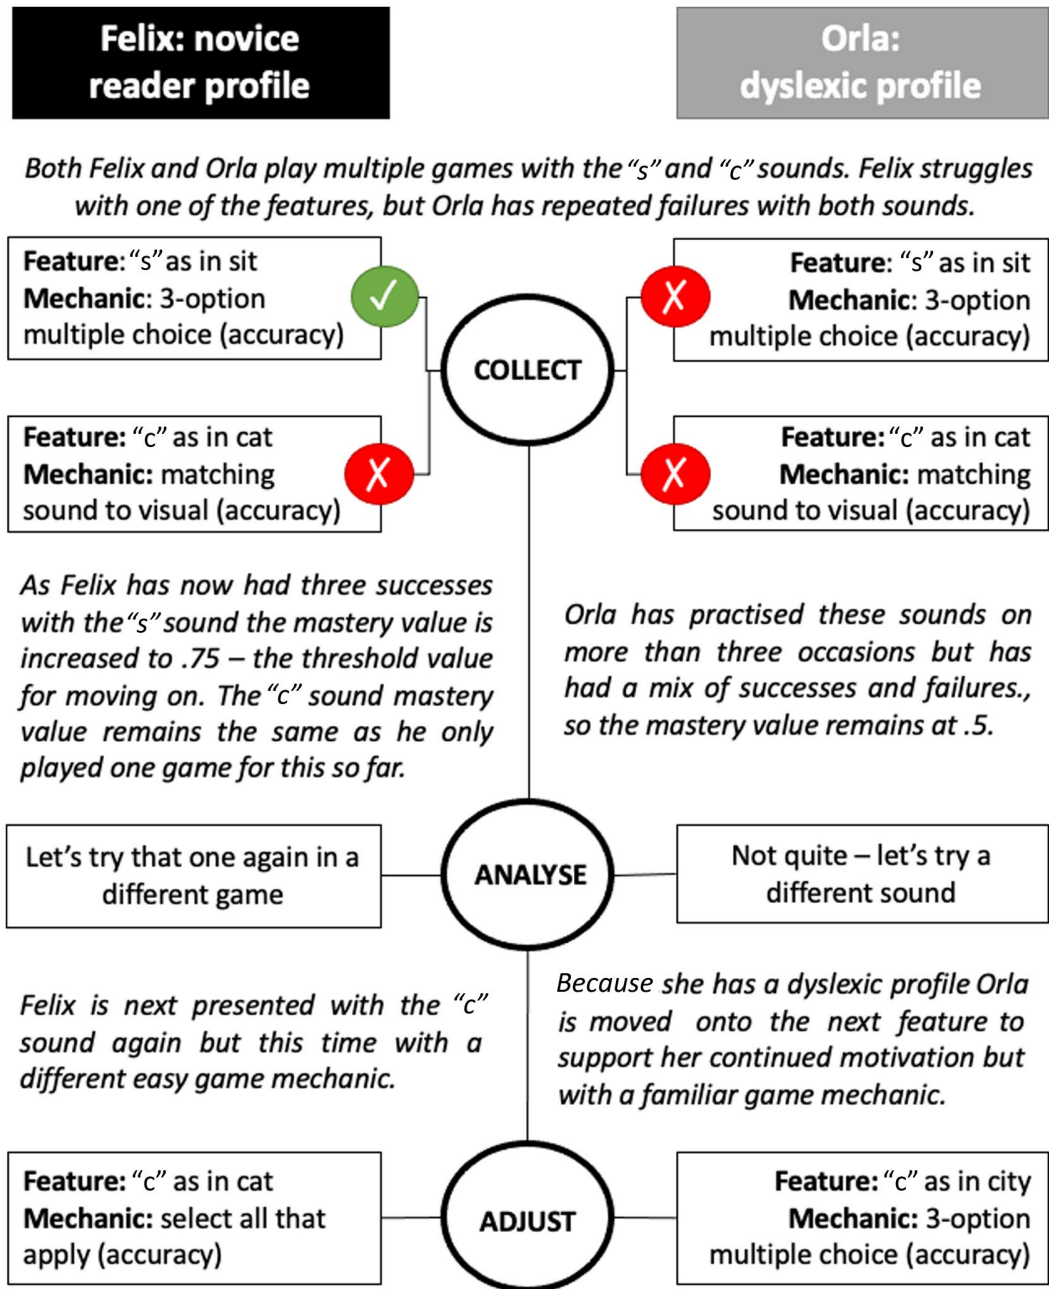 Felix: novice
reader profile
Orla:
dyslexic profile
Both Felix and Orla play multiple games with the “s” and “c” sounds. Felix struggles
with one of the features, but Orla has repeated failures with both sounds.
Feature: “s” as in sit
Mechanic: 3-option
multiple choice (accuracy)
Feature: “s” as in sit
Mechanic: 3-option
multiple choice (accuracy)
COLLECT
Feature: “c” as in cat
Mechanic: matching
sound to visual (accuracy)
Feature: “c” as in cat
Mechanic: matching
sound to visual (accuracy)
As Felix has now had three successes
with the “s” sound the mastery value is
increased to .75 – the threshold value
for moving on. The “c” sound mastery
value remains the same as he only
played one game for this so far.
Orla has practised these sounds on
more than three occasions but has
had a mix of successes and failures.,
so the mastery value remains at .5.
Let’s try that one again in a
different game
ANALYSE
Not quite – let’s try a
different sound
Felix is next presented with the “c”
sound again but this time with a
different easy game mechanic.
Because she has a dyslexic profile Orla
is moved onto the next feature to
support her continued motivation but
with a familiar game mechanic.
Feature: “c” as in cat
Mechanic: select all that
apply (accuracy)
ADJUST
Feature: “c” as in city
Mechanic: 3-option
multiple choice (accuracy)